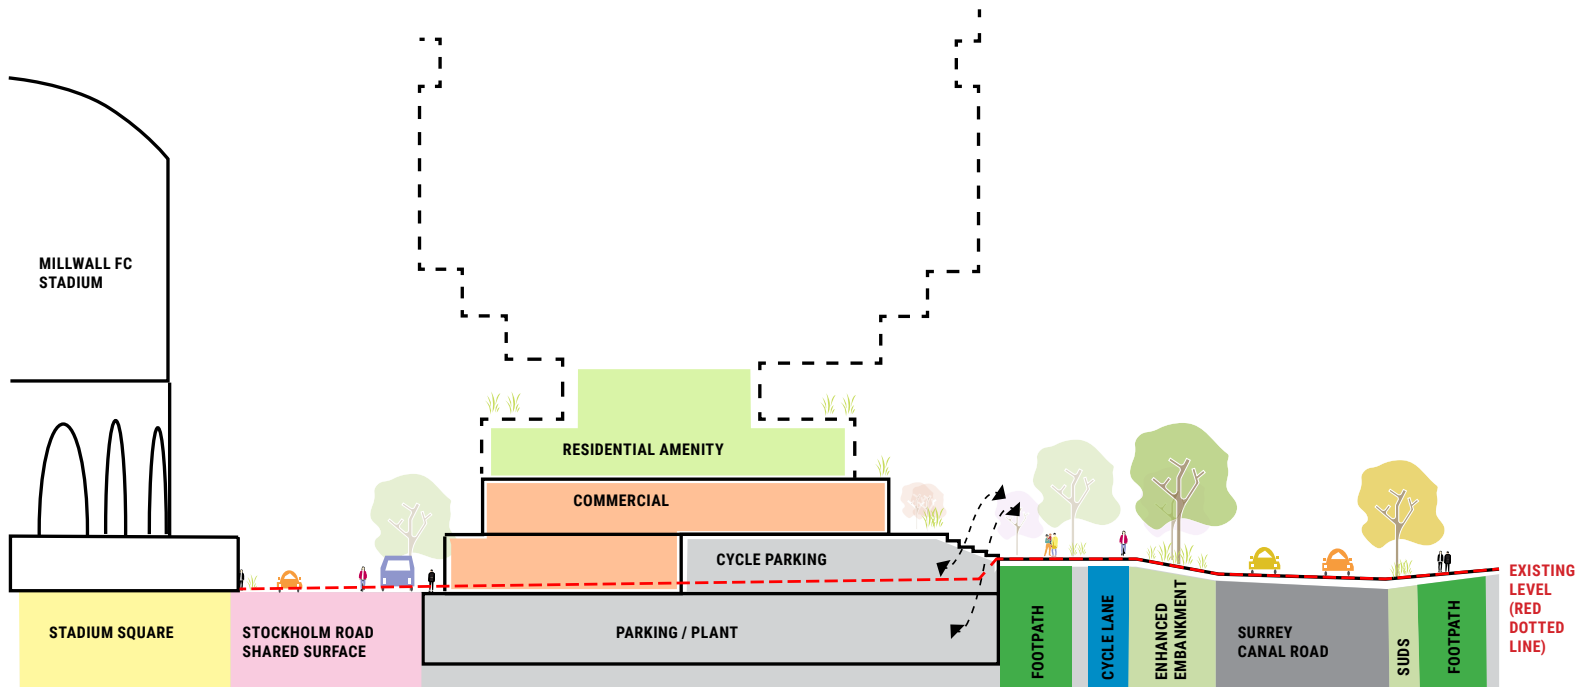 MILLWALL FC
STADIUM
RESIDENTIAL AMENITY
COMMERCIAL
CYCLE PARKING
PARKING / PLANT
STADIUM SQUARE
STOCKHOLM ROAD
SHARED SURFACE
FOOTPATH
CYCLE LANE
ENHANCED
EMBANKMENT
SURREY
CANAL ROAD
SUDS
FOOTPATH
EXISTING
LEVEL
(RED
DOTTED
LINE)